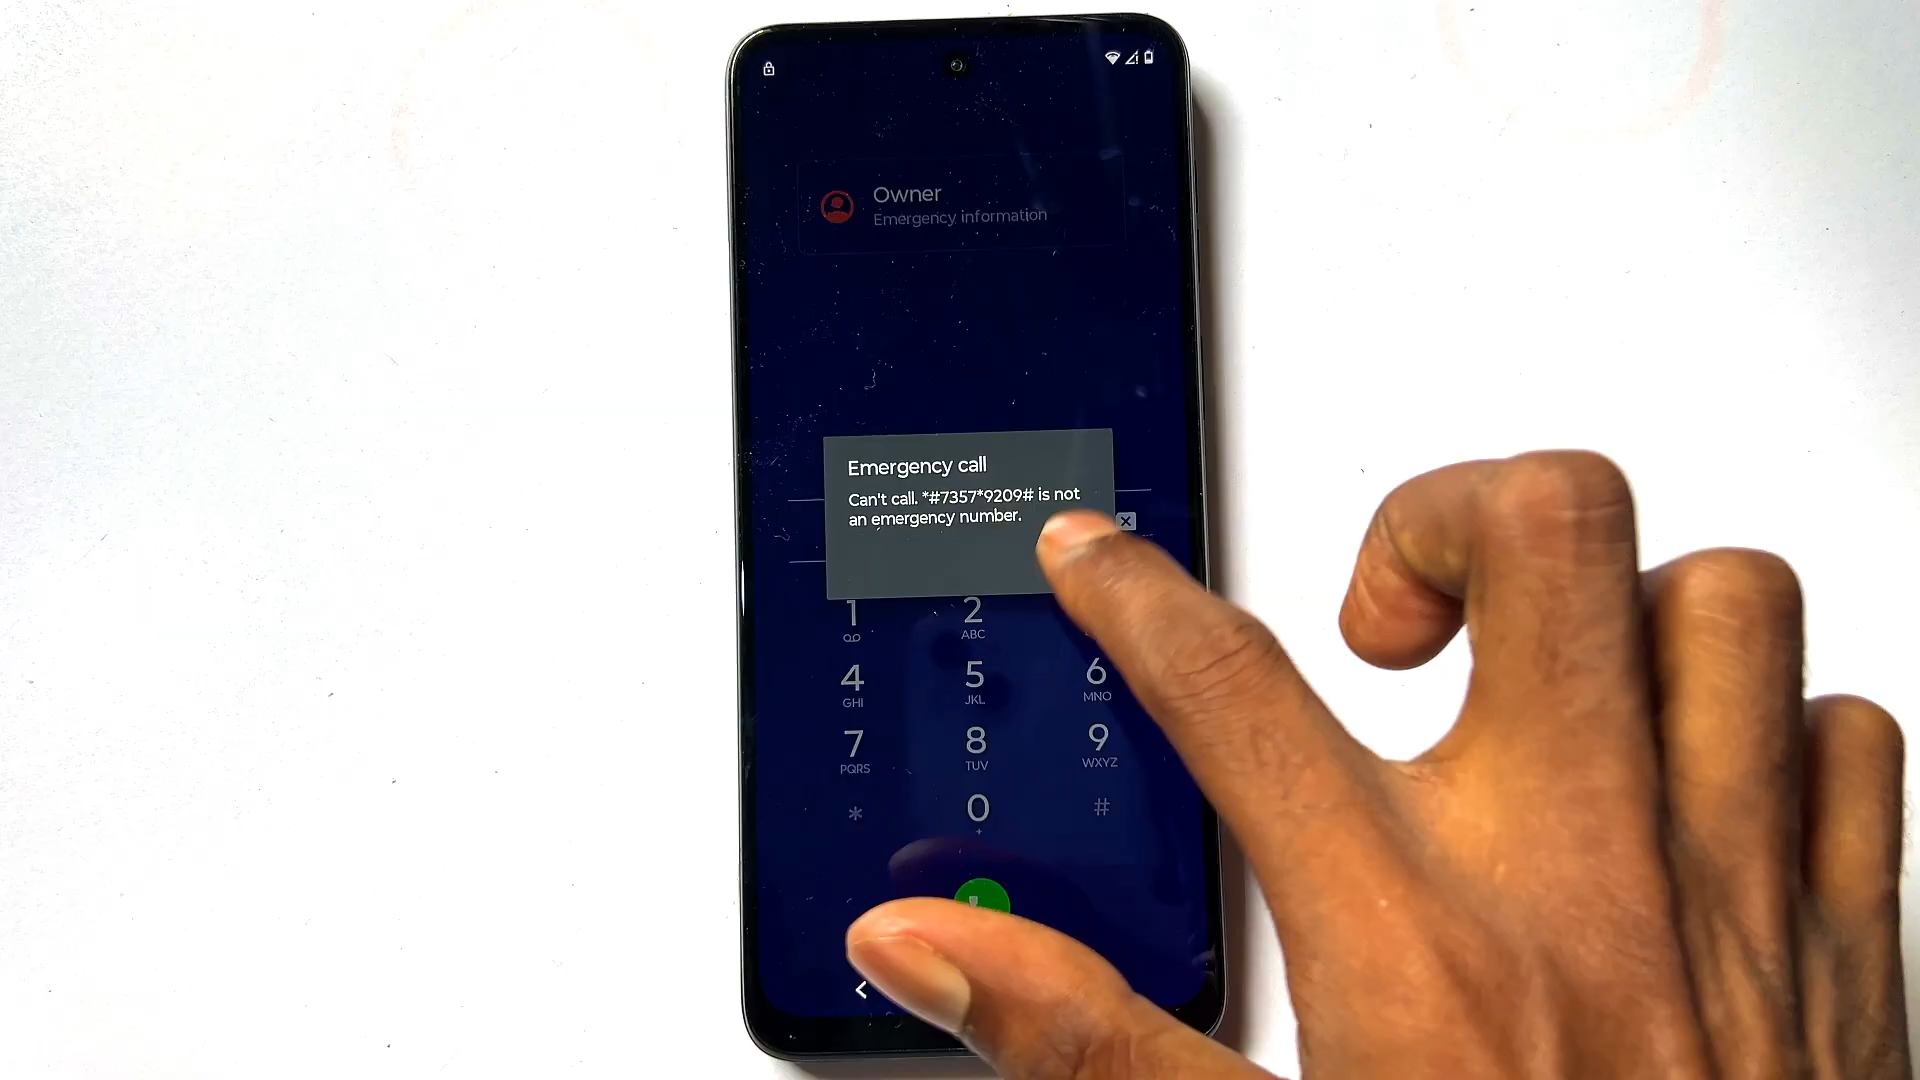 Owner
Emergency information
Emergency call
Can't call. *#7357*9209# is not
an emergency number.
1
2
ABC
4
GHI
5
JKL
6
MNO
7
PQRS
8
TUV
9
WXYZ
*
0
+
#